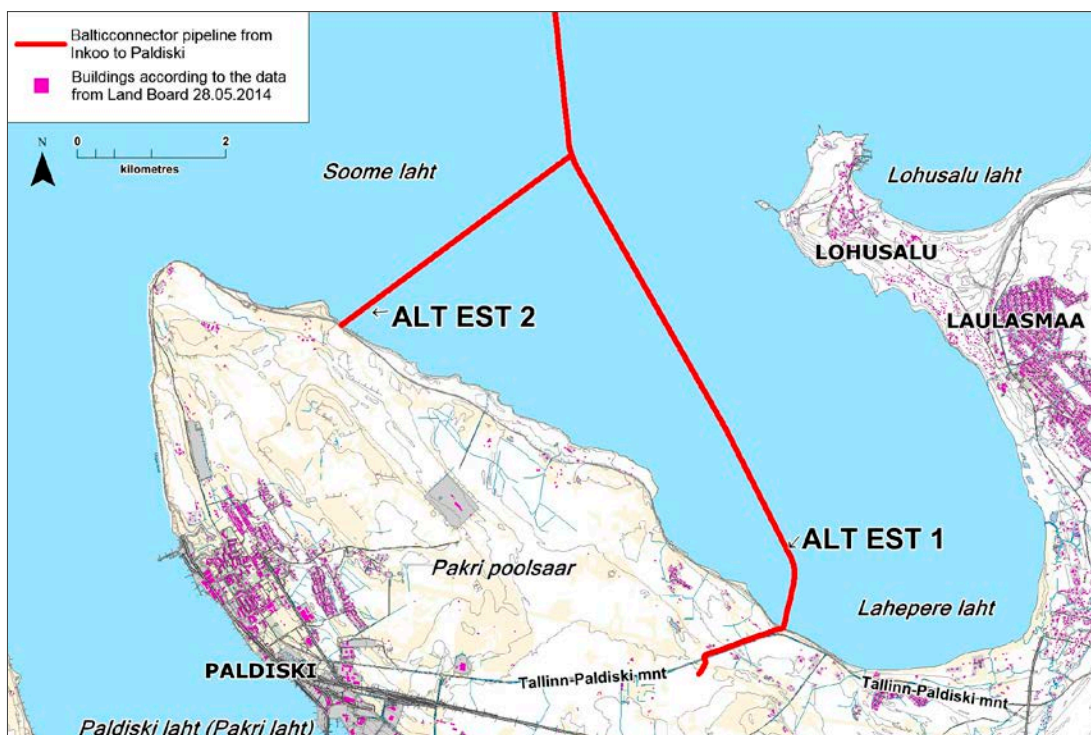 Balticconnector pipeline from
Inkoo to Paldiski
Buildings according to the data
from Land Board 28.05.2014
N
0 2
kilometres
Soome laht
Lohusalu laht
LOHUSALU
LAULASMAA
ALT EST 2
ALT EST 1
Pakri poolsaar
Lahepere laht
PALDISKI
Tallinn-Paldiski mnt
Tallinn-Paldiski mnt
Paldiski laht (Pakri laht)